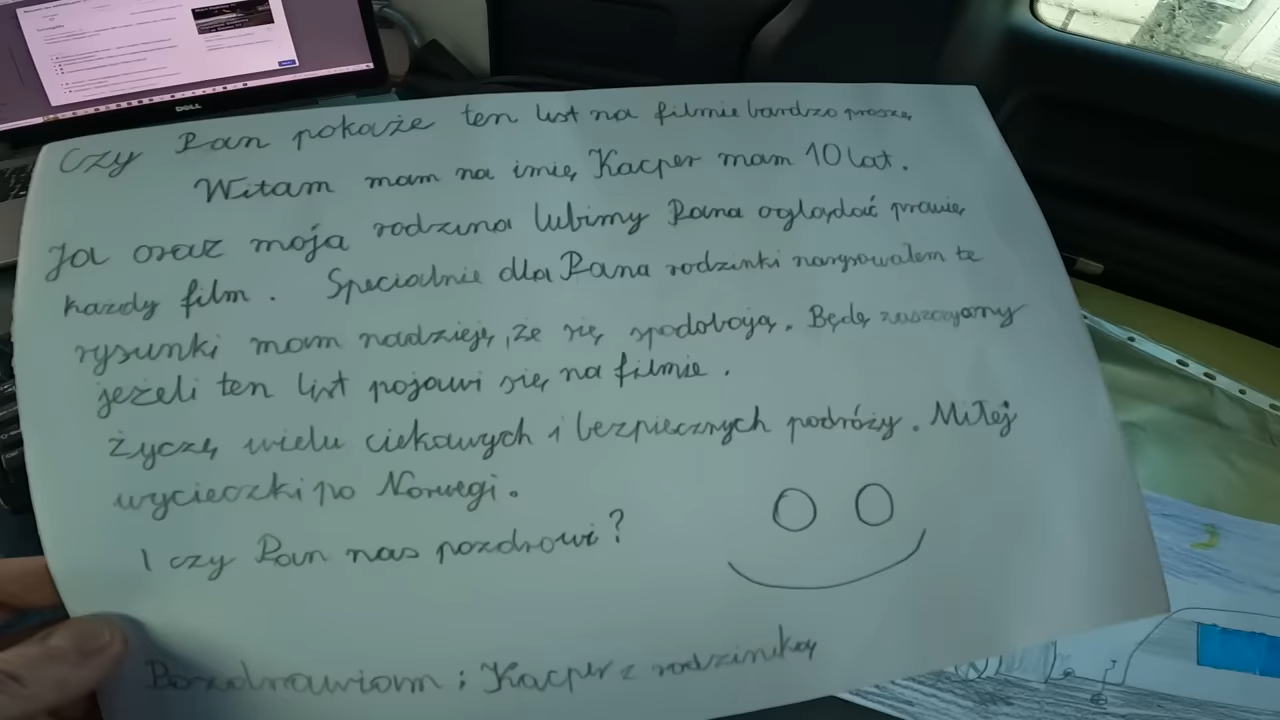 DELL
Czy Pan pokaże ten list na filmie bardzo proszę
Witam mam na imię Kacper mam 10 lat.
Ja oraz moja rodzina lubimy Pana oglądać prawie
każdy film. Specialnie dla Pana rodzinki narysowałem te
rysunki mam nadzieję, że się spodobają. Będę zaszczycony
jeżeli ten list pojawi się na filmie.
życzę wielu ciekawych i bezpiecznych podróży. Miłej
wycieczki po Norwegi.
I czy Pan nas pozdrowi?
Pozdrawiam; Kacper z rodzinką